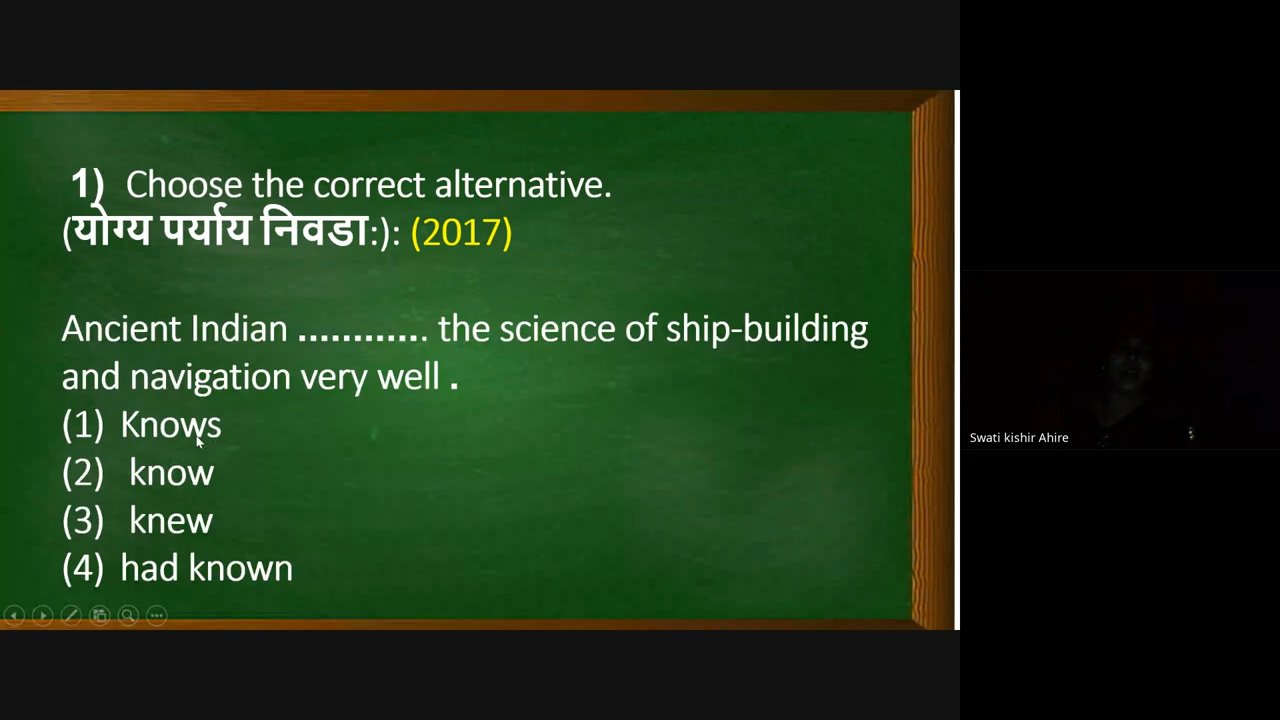 1) Choose the correct alternative.
(योग्य पर्याय निवडा:): (2017)
Ancient Indian ............. the science of ship-building
and navigation very well .
(1) Knows
(2) know
(3) knew
(4) had known
Swati kishir Ahire